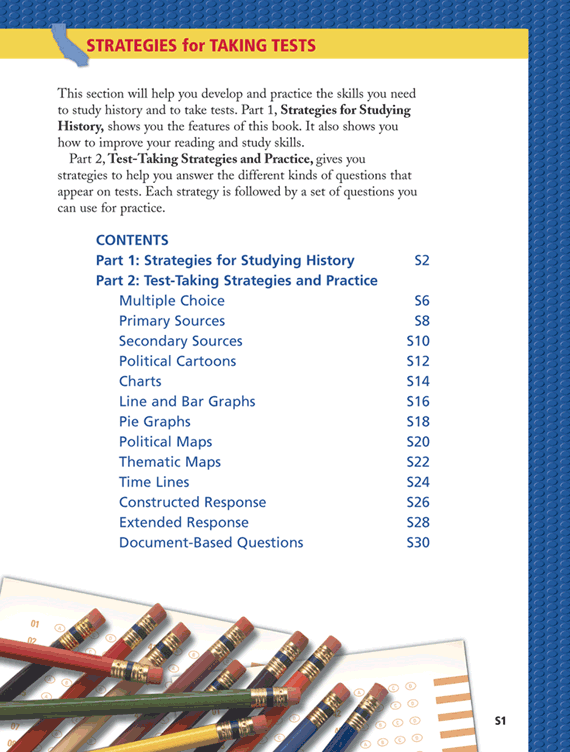 STRATEGIES for TAKING TESTS
This section will help you develop and practice the skills you need
to study history and to take tests. Part 1, Strategies for Studying
History, shows you the features of this book. It also shows you
how to improve your reading and study skills.
Part 2, Test-Taking Strategies and Practice, gives you
strategies to help you answer the different kinds of questions that
appear on tests. Each strategy is followed by a set of questions you
can use for practice.
CONTENTS
Part 1: Strategies for Studying History S2
Part 2: Test-Taking Strategies and Practice
Multiple Choice S6
Primary Sources S8
Secondary Sources S10
Political Cartoons S12
Charts S14
Line and Bar Graphs S16
Pie Graphs S18
Political Maps S20
Thematic Maps S22
Time Lines S24
Constructed Response S26
Extended Response S28
Document-Based Questions S30
01
02
07
S1